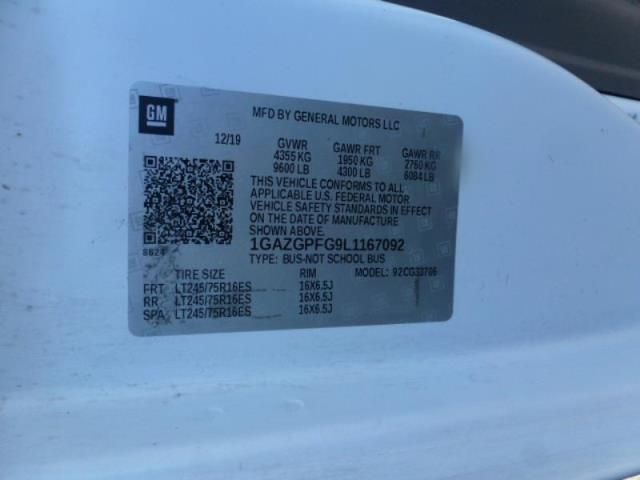 GM
MFD BY GENERAL MOTORS LLC
12/19 GVWR GAWR FRT GAWR RR
4355 KG 1950 KG 2760 KG
9600 LB 4300 LB 6084 LB
THIS VEHICLE CONFORMS TO ALL
APPLICABLE U.S. FEDERAL MOTOR
VEHICLE SAFETY STANDARDS IN
EFFECT ON THE DATE OF MANUFACTURE
SHOWN ABOVE.
8624
1GAZGPFG9L1167092
TYPE: BUS-NOT SCHOOL BUS
TIRE SIZE RIM MODEL: 92CG33706
FRT LT245/75R16ES 16X6.5J
RR LT245/75R16ES 16X6.5J
SPA LT245/75R16ES 16X6.5J